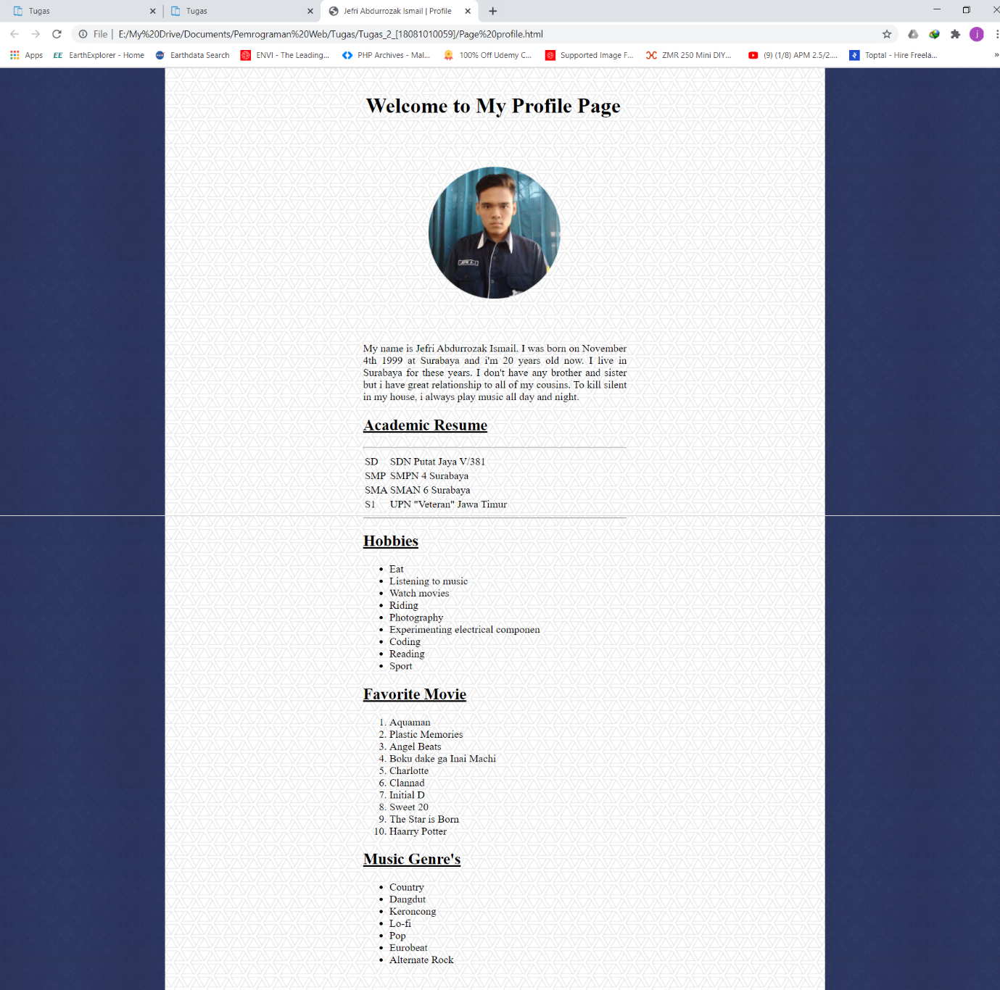 Tugas
Tugas
Jefri Abdurrozak Ismail | Profile
File | E:/My%20Drive/Documents/Pemrograman%20Web/Tugas/Tugas_2_[18081010059]/Page%20profile.html
j
Apps
EE EarthExplorer - Home
Earthdata Search
ENVI - The Leading...
PHP Archives - Mal...
100% Off Udemy C...
Supported Image F...
ZMR 250 Mini DIY...
(9) (1/8) APM 2.5/2....
Toptal - Hire Freela...
»
Welcome to My Profile Page
My name is Jefri Abdurrozak Ismail. I was born on November
4th 1999 at Surabaya and i'm 20 years old now. I live in
Surabaya for these years. I don't have any brother and sister
but i have great relationship to all of my cousins. To kill silent
in my house, i always play music all day and night.
Academic Resume
SD SDN Putat Jaya V/381
SMP SMPN 4 Surabaya
SMA SMAN 6 Surabaya
S1 UPN "Veteran" Jawa Timur
Hobbies
• Eat
• Listening to music
• Watch movies
• Riding
• Photography
• Experimenting electrical componen
• Coding
• Reading
• Sport
Favorite Movie
1. Aquaman
2. Plastic Memories
3. Angel Beats
4. Boku dake ga Inai Machi
5. Charlotte
6. Clannad
7. Initial D
8. Sweet 20
9. The Star is Born
10. Haarry Potter
Music Genre's
• Country
• Dangdut
• Keroncong
• Lo-fi
• Pop
• Eurobeat
• Alternate Rock